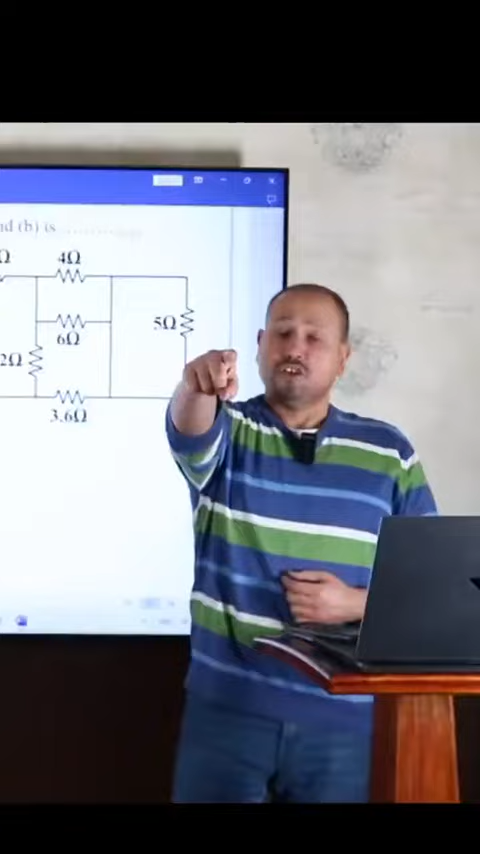 nd (b) is ................
Ω 4Ω
5Ω
6Ω
2Ω
3.6Ω